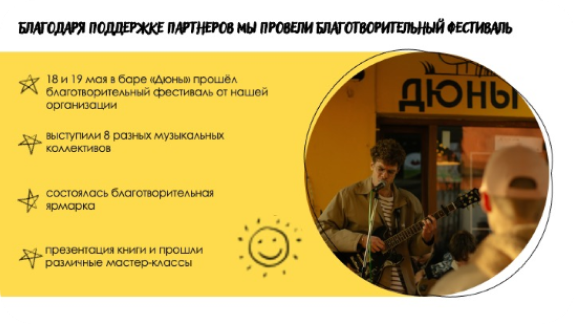 БЛАГОДАРЯ ПОДДЕРЖКЕ ПАРТНЕРОВ МЫ ПРОВЕЛИ БЛАГОТВОРИТЕЛЬНЫЙ ФЕСТИВАЛЬ
18 и 19 мая в баре «Дюны» прошёл
благотворительный фестиваль от нашей
организации
выступили 8 разных музыкальных
коллективов
состоялась благотворительная
ярмарка
презентация книги и прошли
различные мастер-классы
ДЮНЫ